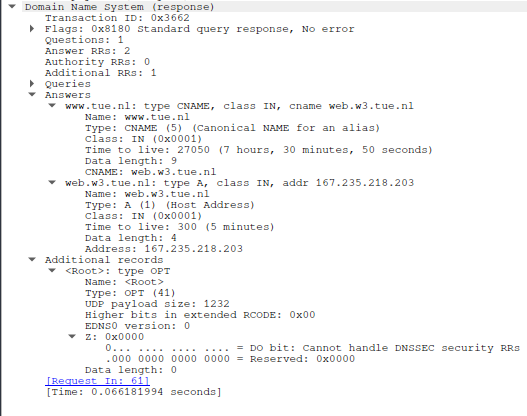 Domain Name System (response)
Transaction ID: 0x3662
Flags: 0x8180 Standard query response, No error
Questions: 1
Answer RRs: 2
Authority RRs: 0
Additional RRs: 1
Queries
Answers
www.tue.nl: type CNAME, class IN, cname web.w3.tue.nl
Name: www.tue.nl
Type: CNAME (5) (Canonical NAME for an alias)
Class: IN (0x0001)
Time to live: 27050 (7 hours, 30 minutes, 50 seconds)
Data length: 9
CNAME: web.w3.tue.nl
web.w3.tue.nl: type A, class IN, addr 167.235.218.203
Name: web.w3.tue.nl
Type: A (1) (Host Address)
Class: IN (0x0001)
Time to live: 300 (5 minutes)
Data length: 4
Address: 167.235.218.203
Additional records
<Root>: type OPT
Name: <Root>
Type: OPT (41)
UDP payload size: 1232
Higher bits in extended RCODE: 0x00
EDNS0 version: 0
Z: 0x0000
0... .... .... .... = DO bit: Cannot handle DNSSEC security RRs
.000 0000 0000 0000 = Reserved: 0x0000
Data length: 0
[Request In: 61]
[Time: 0.066181994 seconds]